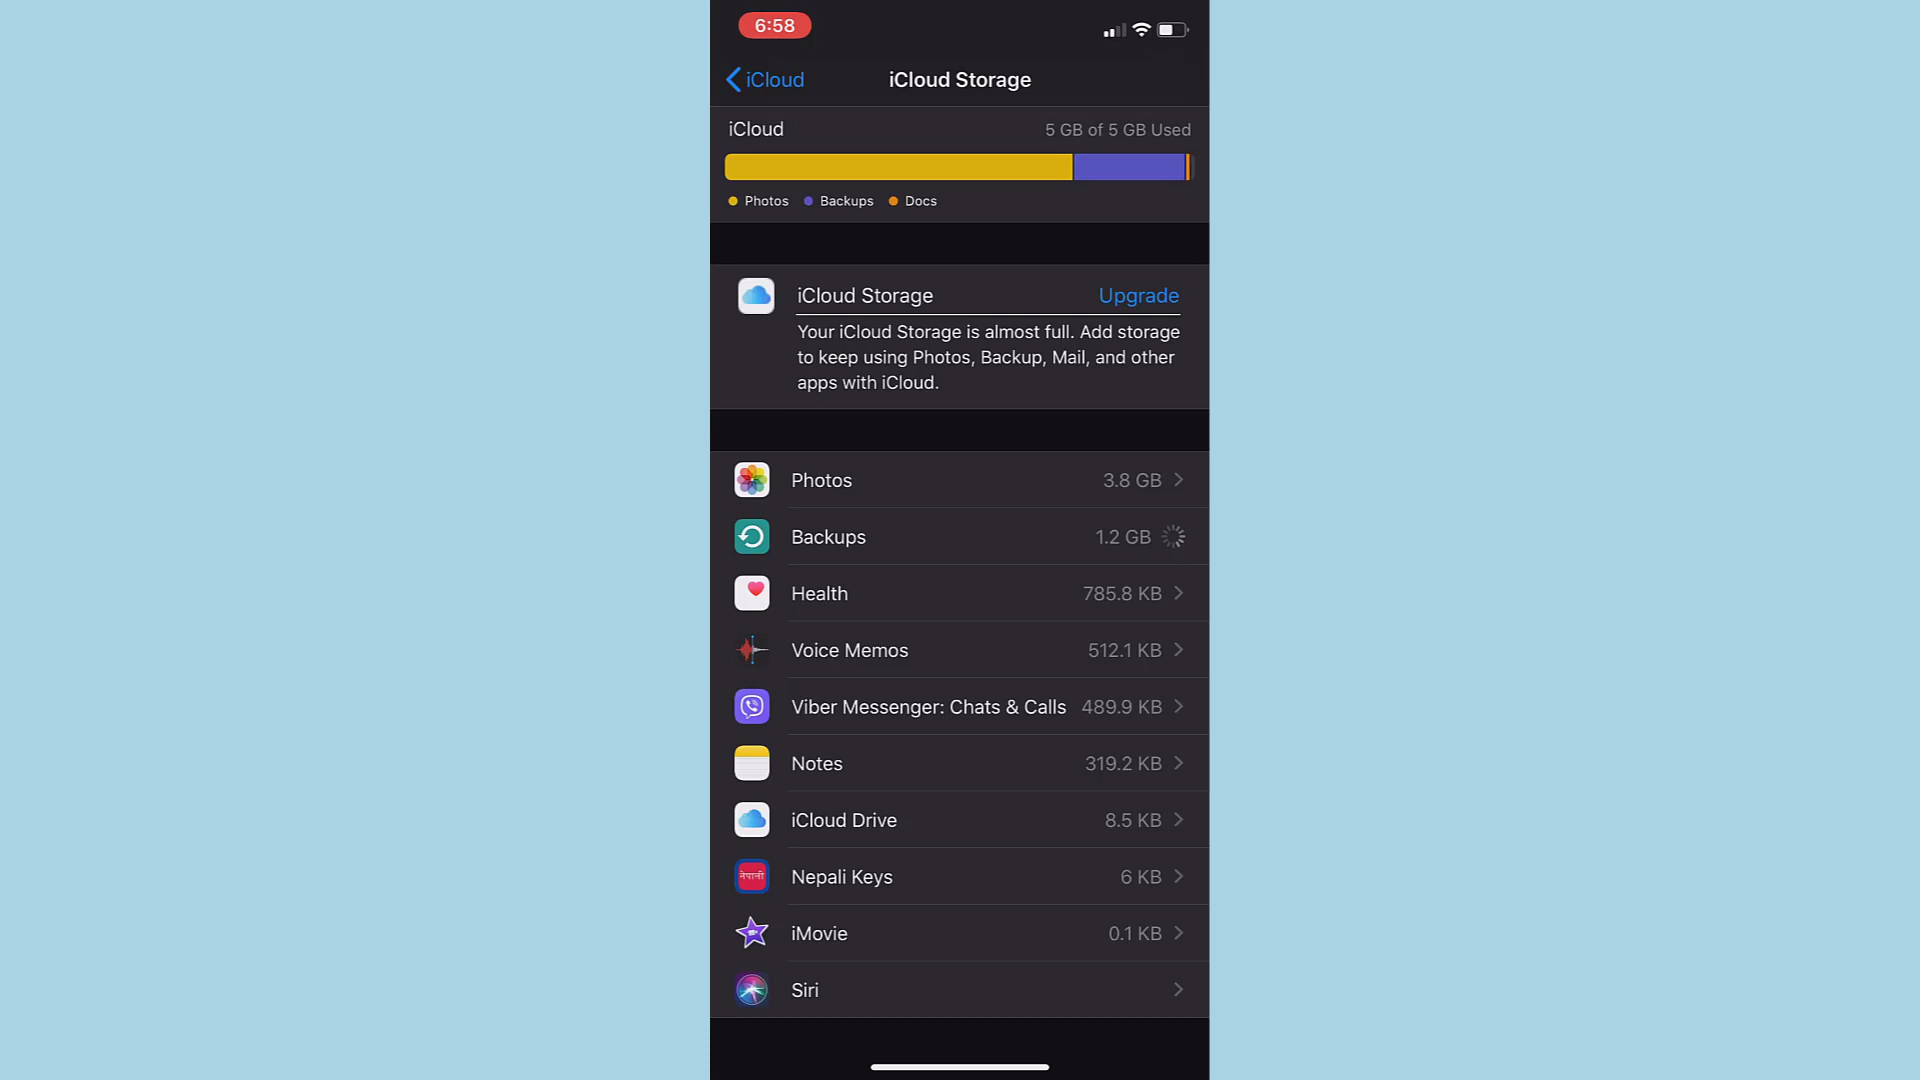 6:58
iCloud
iCloud Storage
iCloud
5 GB of 5 GB Used
Photos
Backups
Docs
iCloud Storage
Upgrade
Your iCloud Storage is almost full. Add storage
to keep using Photos, Backup, Mail, and other
apps with iCloud.
Photos
3.8 GB
Backups
1.2 GB
Health
785.8 KB
Voice Memos
512.1 KB
Viber Messenger: Chats & Calls
489.9 KB
Notes
319.2 KB
iCloud Drive
8.5 KB
नेपाली
Nepali Keys
6 KB
iMovie
0.1 KB
Siri